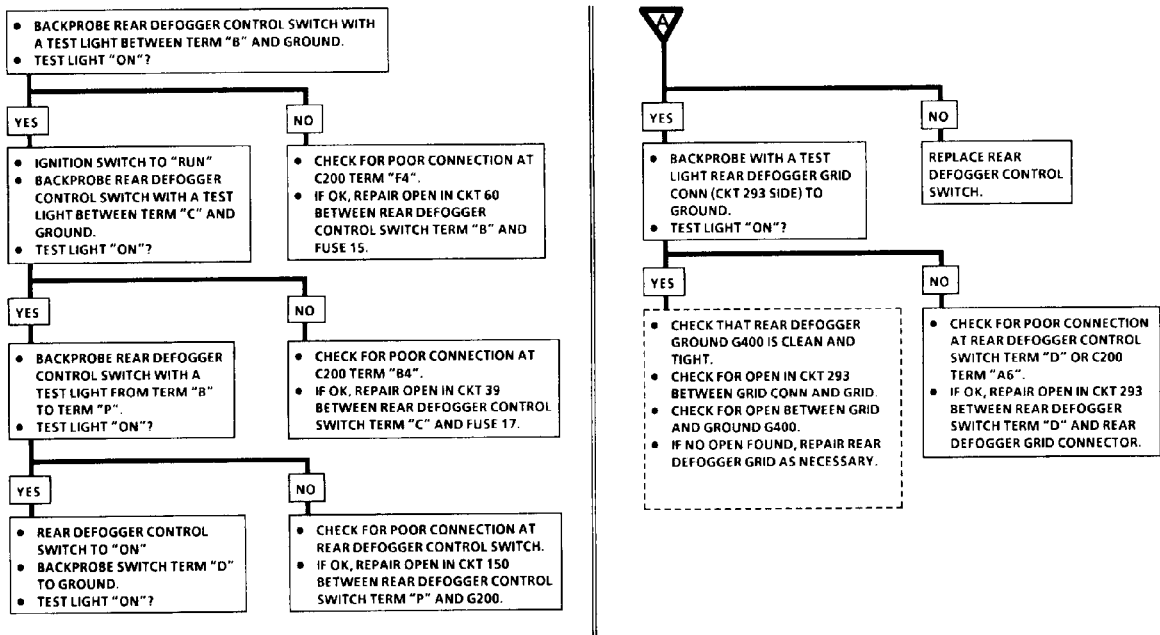 • BACKPROBE REAR DEFOGGER CONTROL SWITCH WITH
A TEST LIGHT BETWEEN TERM "B" AND GROUND.
• TEST LIGHT "ON"?
YES
NO
• IGNITION SWITCH TO "RUN"
• BACKPROBE REAR DEFOGGER
CONTROL SWITCH WITH A TEST
LIGHT BETWEEN TERM "C" AND
GROUND.
• TEST LIGHT "ON"?
• CHECK FOR POOR CONNECTION AT
C200 TERM "F4".
• IF OK, REPAIR OPEN IN CKT 60
BETWEEN REAR DEFOGGER
CONTROL SWITCH TERM "B" AND
FUSE 15.
YES
NO
• BACKPROBE REAR DEFOGGER
CONTROL SWITCH WITH A
TEST LIGHT FROM TERM "B"
TO TERM "P".
• TEST LIGHT "ON"?
• CHECK FOR POOR CONNECTION AT
C200 TERM "B4".
• IF OK, REPAIR OPEN IN CKT 39
BETWEEN REAR DEFOGGER CONTROL
SWITCH TERM "C" AND FUSE 17.
YES
NO
• REAR DEFOGGER CONTROL
SWITCH TO "ON"
• BACKPROBE SWITCH TERM "D"
TO GROUND.
• TEST LIGHT "ON"?
• CHECK FOR POOR CONNECTION AT
REAR DEFOGGER CONTROL SWITCH.
• IF OK, REPAIR OPEN IN CKT 150
BETWEEN REAR DEFOGGER CONTROL
SWITCH TERM "P" AND G200.
A
YES
NO
• BACKPROBE WITH A TEST
LIGHT REAR DEFOGGER GRID
CONN (CKT 293 SIDE) TO
GROUND.
• TEST LIGHT "ON"?
REPLACE REAR
DEFOGGER CONTROL
SWITCH.
YES
NO
• CHECK THAT REAR DEFOGGER
GROUND G400 IS CLEAN AND
TIGHT.
• CHECK FOR OPEN IN CKT 293
BETWEEN GRID CONN AND GRID.
• CHECK FOR OPEN BETWEEN GRID
AND GROUND G400.
• IF NO OPEN FOUND, REPAIR REAR
DEFOGGER GRID AS NECESSARY.
• CHECK FOR POOR CONNECTION
AT REAR DEFOGGER CONTROL
SWITCH TERM "D" OR C200
TERM "A6".
• IF OK, REPAIR OPEN IN CKT 293
BETWEEN REAR DEFOGGER
SWITCH TERM "D" AND REAR
DEFOGGER GRID CONNECTOR.